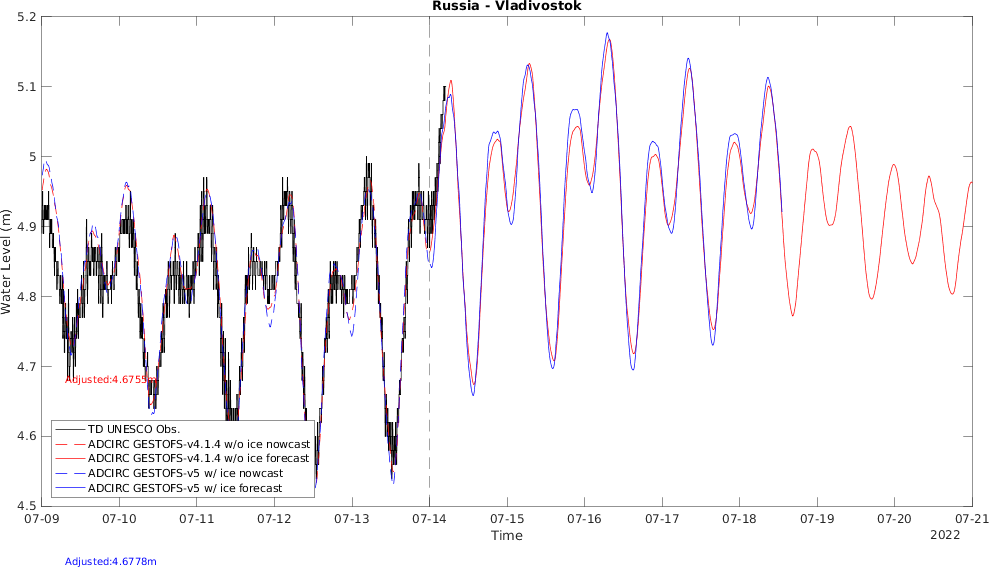 Russia - Vladivostok
5.2
5.1
5
4.9
4.8
4.7
4.6
4.5
Water Level (m)
Adjusted:4.6755m
TD UNESCO Obs.
ADCIRC GESTOFS-v4.1.4 w/o ice nowcast
ADCIRC GESTOFS-v4.1.4 w/o ice forecast
ADCIRC GESTOFS-v5 w/ ice nowcast
ADCIRC GESTOFS-v5 w/ ice forecast
07-09 07-10 07-11 07-12 07-13 07-14 07-15 07-16 07-17 07-18 07-19 07-20 07-21
Time
2022
Adjusted:4.6778m